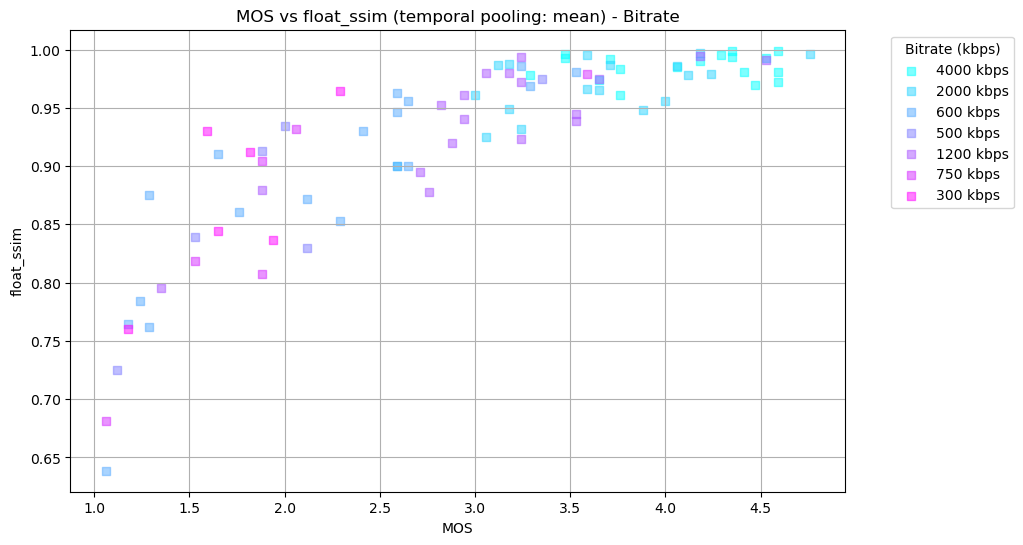 MOS vs float_ssim (temporal pooling: mean) - Bitrate
float_ssim
1.00
0.95
0.90
0.85
0.80
0.75
0.70
0.65
1.0 1.5 2.0 2.5 3.0 3.5 4.0 4.5
MOS
Bitrate (kbps)
4000 kbps
2000 kbps
600 kbps
500 kbps
1200 kbps
750 kbps
300 kbps